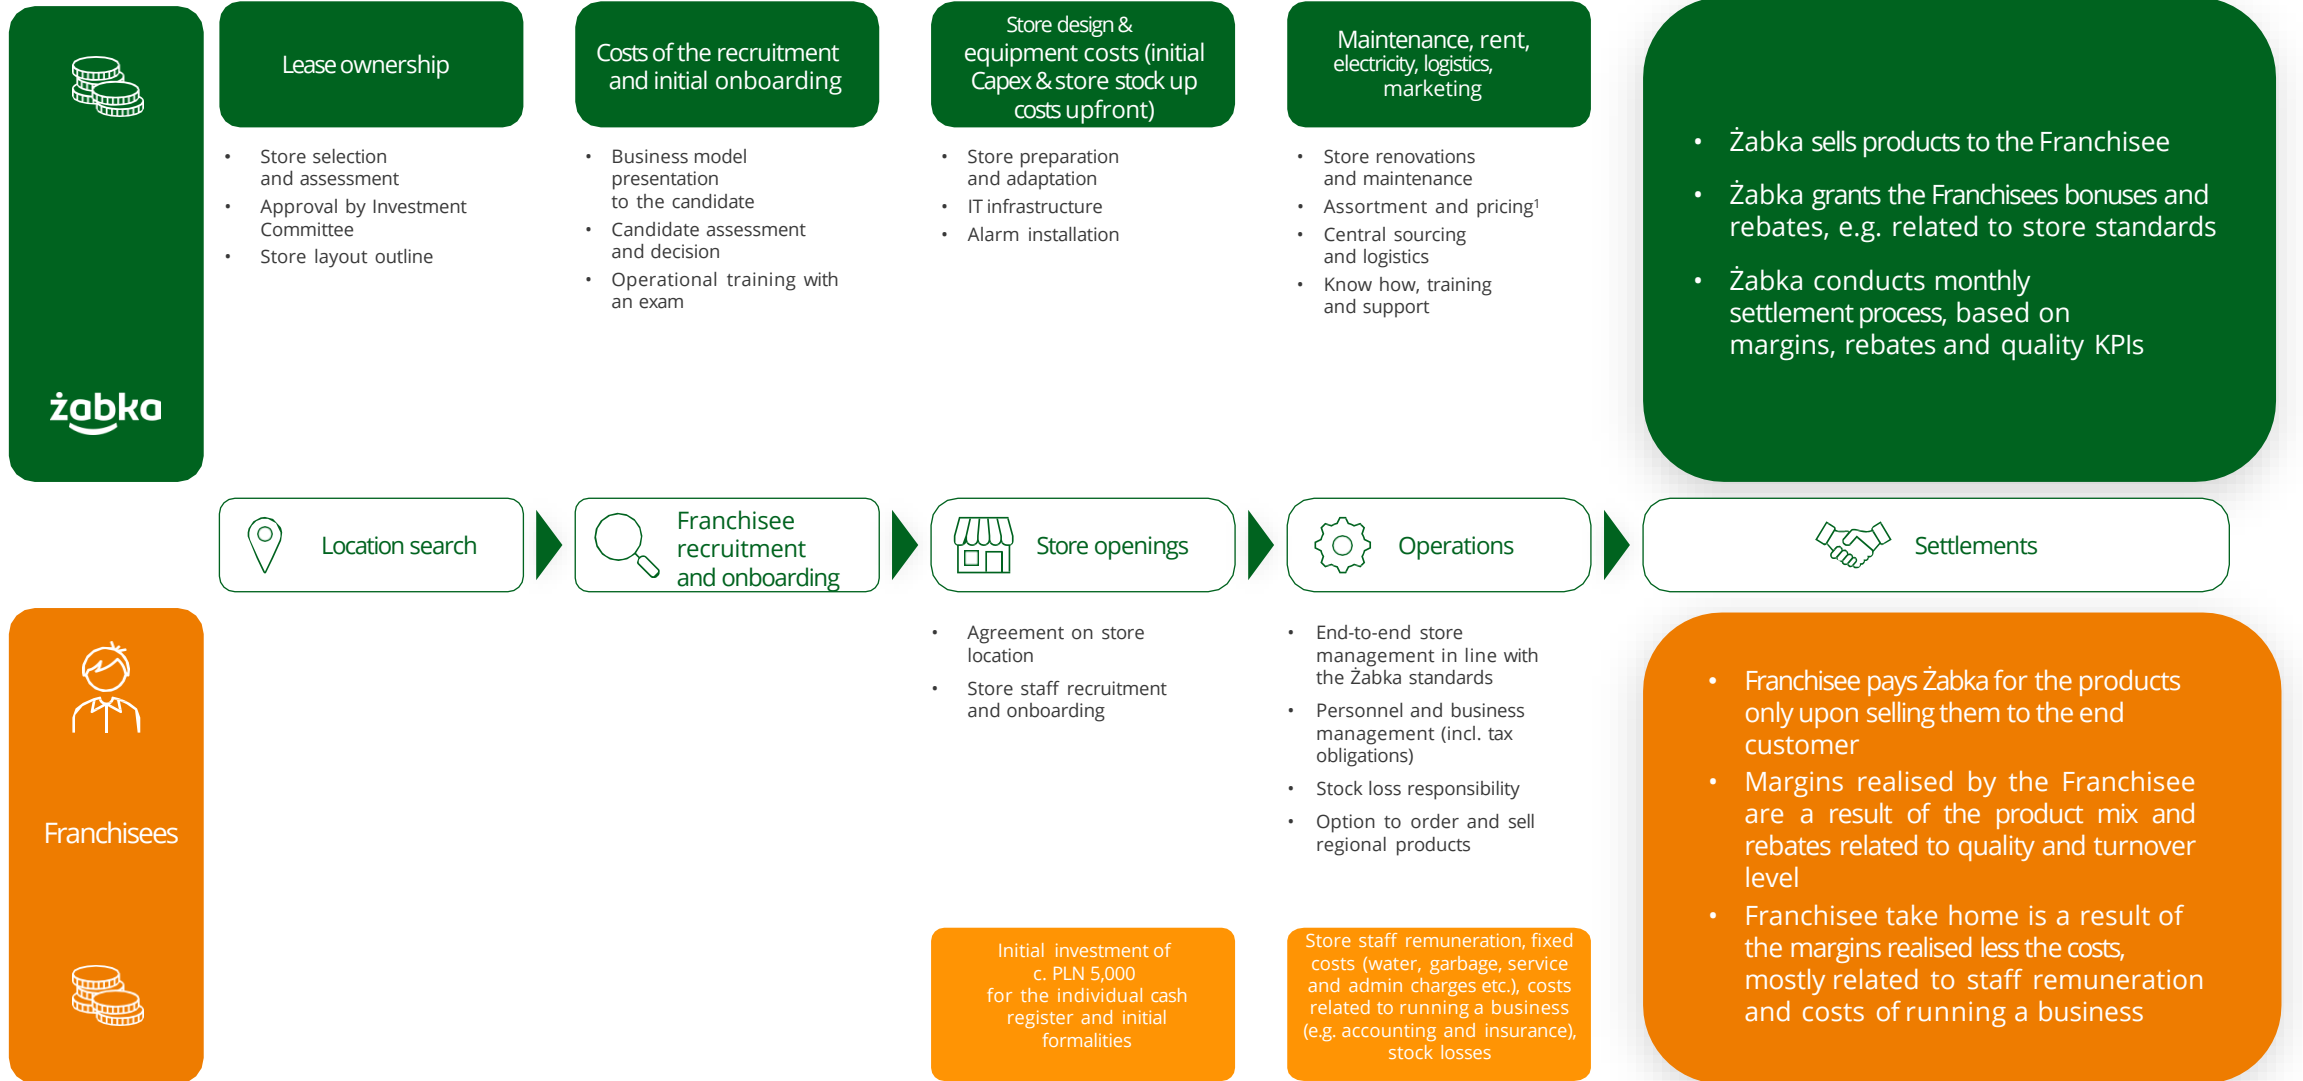 żabka
Lease ownership
• Store selection
and assessment
• Approval by Investment
Committee
• Store layout outline
Costs of the recruitment
and initial onboarding
• Business model
presentation
to the candidate
• Candidate assessment
and decision
• Operational training with
an exam
Store design &
equipment costs (initial
Capex & store stock up
costs upfront)
• Store preparation
and adaptation
• IT infrastructure
• Alarm installation
Maintenance, rent,
electricity, logistics,
marketing
• Store renovations
and maintenance
• Assortment and pricing¹
• Central sourcing
and logistics
• Know how, training
and support
• Żabka sells products to the Franchisee
• Żabka grants the Franchisees bonuses and
rebates, e.g. related to store standards
• Żabka conducts monthly
settlement process, based on
margins, rebates and quality KPIs
Location search
Franchisee
recruitment
and onboarding
Store openings
Operations
Settlements
Franchisees
• Agreement on store
location
• Store staff recruitment
and onboarding
Initial investment of
c. PLN 5,000
for the individual cash
register and initial
formalities
• End-to-end store
management in line with
the Żabka standards
• Personnel and business
management (incl. tax
obligations)
• Stock loss responsibility
• Option to order and sell
regional products
Store staff remuneration, fixed
costs (water, garbage, service
and admin charges etc.), costs
related to running a business
(e.g. accounting and insurance),
stock losses
• Franchisee pays Żabka for the products
only upon selling them to the end
customer
• Margins realised by the Franchisee
are a result of the product mix and
rebates related to quality and turnover
level
• Franchisee take home is a result of
the margins realised less the costs,
mostly related to staff remuneration
and costs of running a business